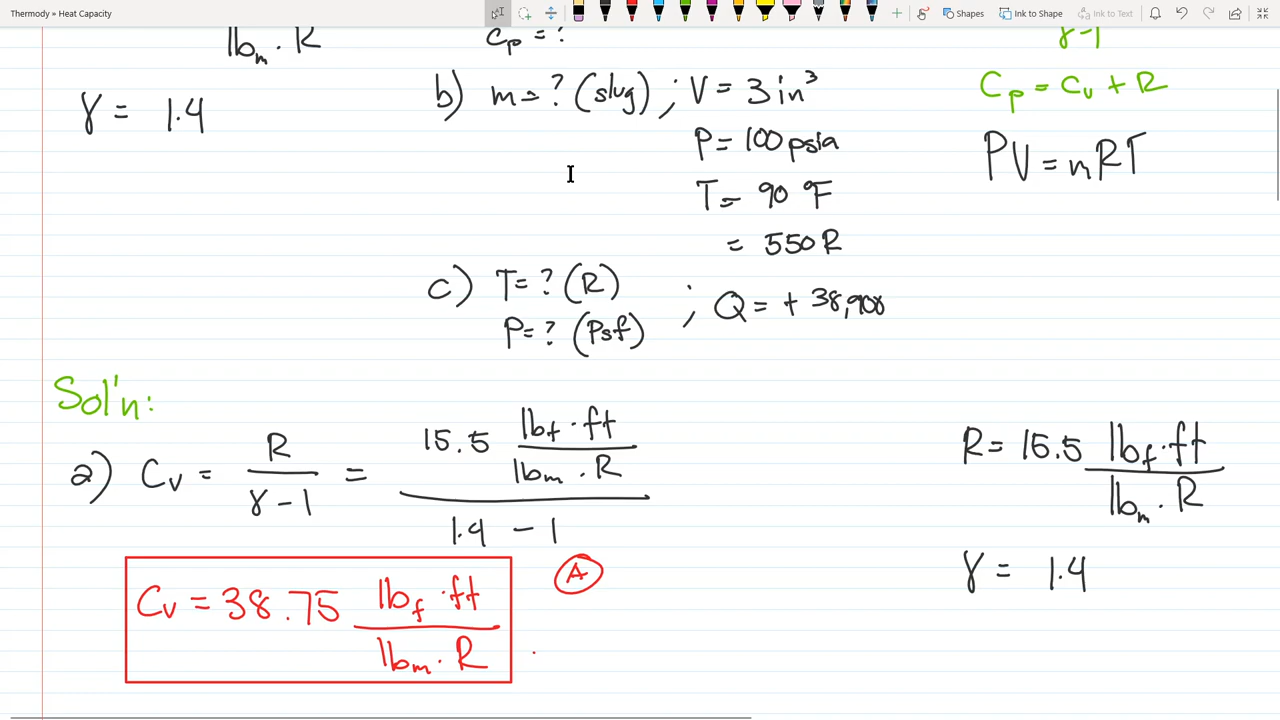 Thermody » Heat Capacity
Shapes
Ink to Shape
Ink to Text
lbm · R
Cp = ?
γ-1
γ = 1.4
b) m = ? (slug) ; V = 3 in³
Cp = Cv + R
P = 100 psia
PV = mRT
T = 90 °F
= 550 R
c) T = ? (R)
P = ? (Psf) ; Q = + 38,900
Sol'n:
a) Cv = R / γ - 1 = 15.5 lbf · ft / lbm · R
1.4 - 1
R = 15.5 lbf · ft / lbm · R
γ = 1.4
Cv = 38.75 lbf · ft / lbm · R
A